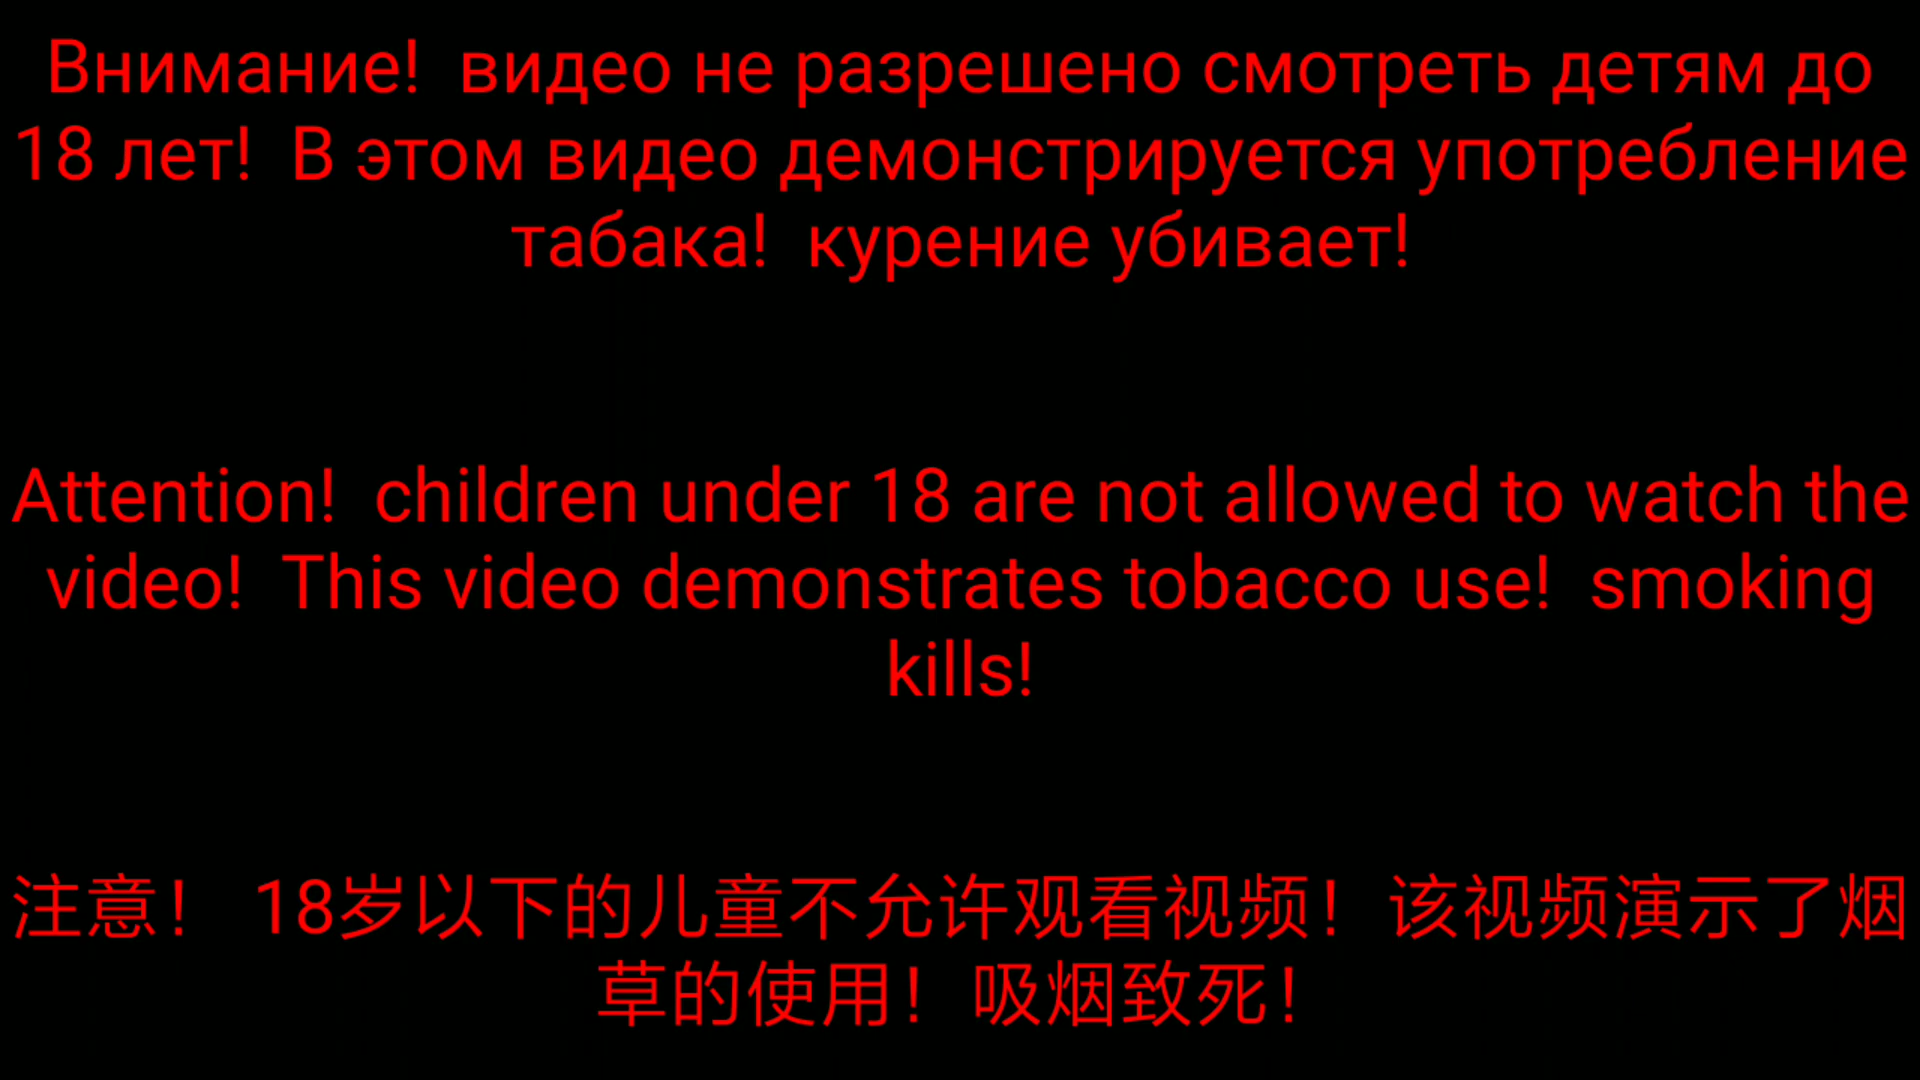 Внимание!  видео не разрешено смотреть детям до
18 лет!  В этом видео демонстрируется употребление
табака!  курение убивает!
Attention!  children under 18 are not allowed to watch the
video!  This video demonstrates tobacco use!  smoking
kills!
注意！ 18岁以下的儿童不允许观看视频！该视频演示了烟
草的使用！吸烟致死！